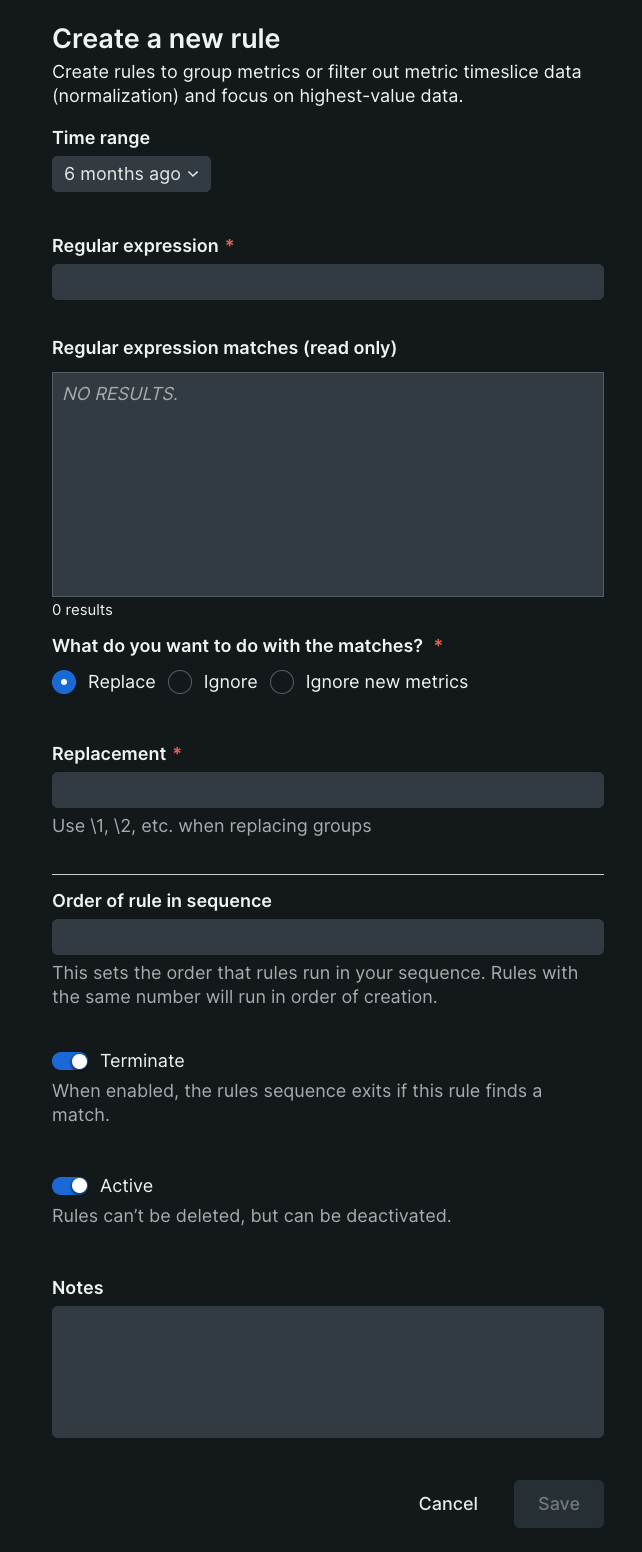 Create a new rule
Create rules to group metrics or filter out metric timeslice data
(normalization) and focus on highest-value data.
Time range
6 months ago
Regular expression *
Regular expression matches (read only)
NO RESULTS.
0 results
What do you want to do with the matches? *
Replace Ignore Ignore new metrics
Replacement *
Use \1, \2, etc. when replacing groups
Order of rule in sequence
This sets the order that rules run in your sequence. Rules with
the same number will run in order of creation.
Terminate
When enabled, the rules sequence exits if this rule finds a
match.
Active
Rules can’t be deleted, but can be deactivated.
Notes
Cancel Save